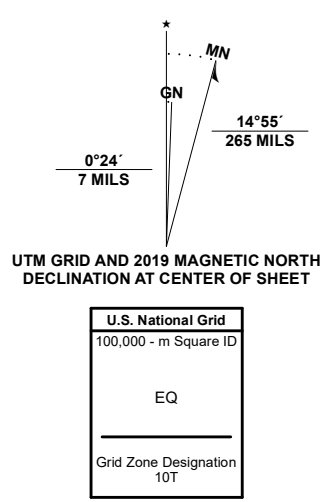 ★
MN
GN
14°55´
265 MILS
0°24´
7 MILS
UTM GRID AND 2019 MAGNETIC NORTH
DECLINATION AT CENTER OF SHEET
U.S. National Grid
100,000 - m Square ID
EQ
Grid Zone Designation
10T